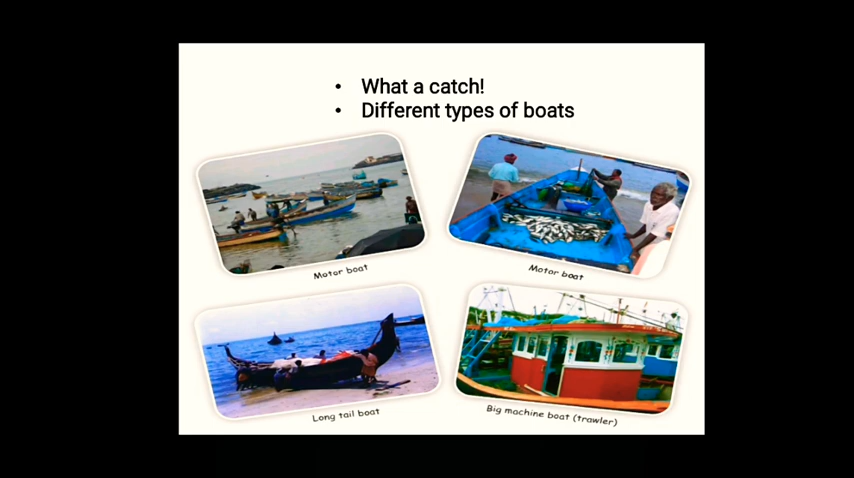 • What a catch!
• Different types of boats
Motor boat
Motor boat
Long tail boat
Big machine boat (trawler)